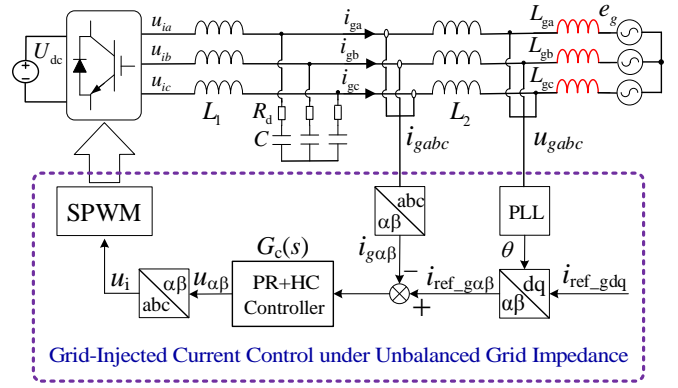 U_dc
u_ia
u_ib
u_ic
L_1
R_d
C
i_ga
i_gb
i_gc
L_2
L_ga
L_gb
L_gc
e_g
i_gabc
u_gabc
SPWM
abc
αβ
PLL
θ
G_c(s)
i_gαβ
u_i
αβ
abc
u_αβ
PR+HC
Controller
−
+
i_ref_gαβ
dq
αβ
i_ref_gdq
Grid-Injected Current Control under Unbalanced Grid Impedance